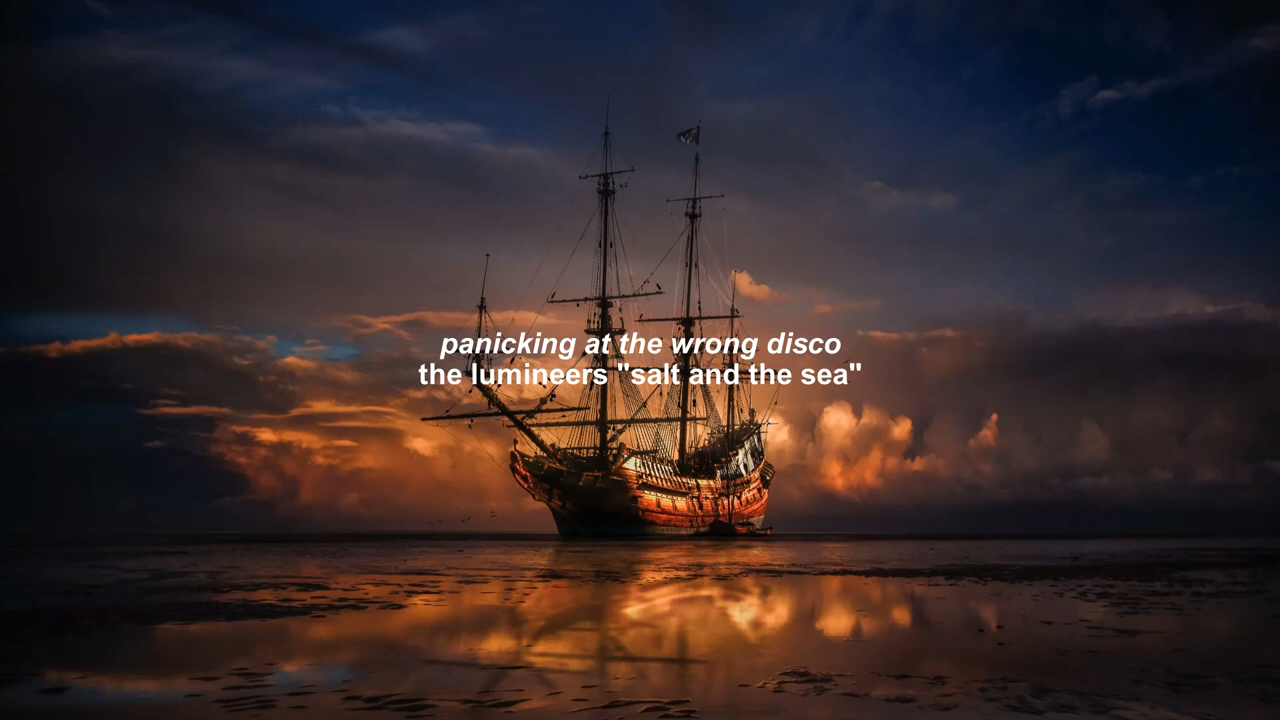 panicking at the wrong disco
the lumineers "salt and the sea"